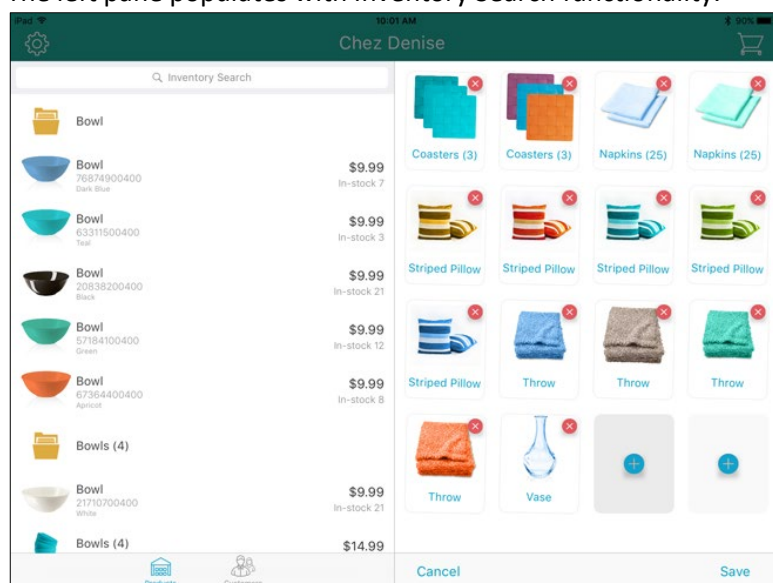 The left pane populates with Inventory Search functionality.
iPad
10:01 AM
90%
Chez Denise
Inventory Search
Bowl
Bowl
76874900400
Dark Blue
$9.99
In-stock 7
Bowl
63311500400
Teal
$9.99
In-stock 3
Bowl
20838200400
Black
$9.99
In-stock 21
Bowl
57184100400
Green
$9.99
In-stock 12
Bowl
67364400400
Apricot
$9.99
In-stock 8
Bowls (4)
Bowl
21710700400
White
$9.99
In-stock 21
Bowls (4)
$14.99
Products
Customers
Coasters (3)
Coasters (3)
Napkins (25)
Napkins (25)
Striped Pillow
Striped Pillow
Striped Pillow
Striped Pillow
Striped Pillow
Throw
Throw
Throw
Throw
Vase
Cancel
Save